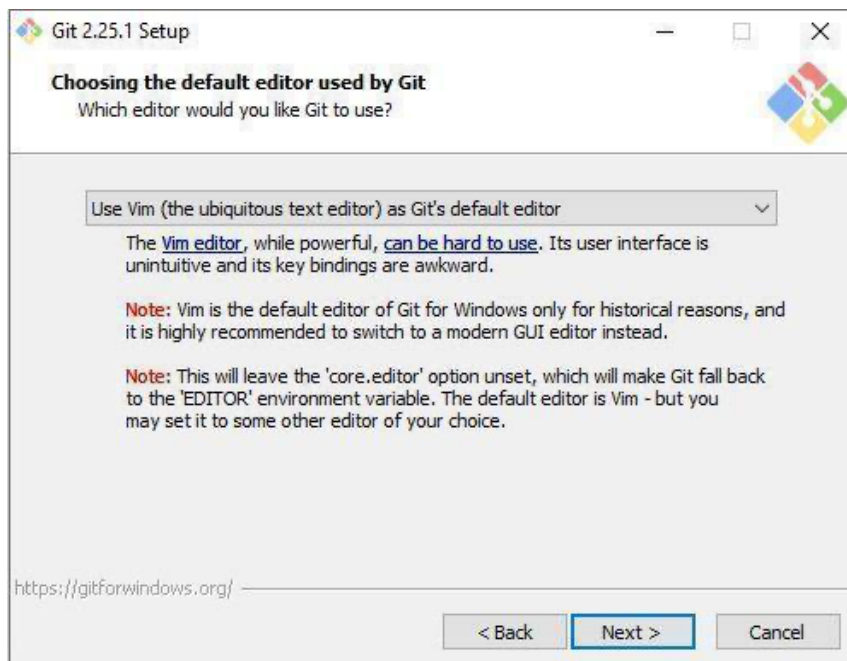 Git 2.25.1 Setup
Choosing the default editor used by Git
Which editor would you like Git to use?
Use Vim (the ubiquitous text editor) as Git's default editor
The Vim editor, while powerful, can be hard to use. Its user interface is
unintuitive and its key bindings are awkward.
Note: Vim is the default editor of Git for Windows only for historical reasons, and
it is highly recommended to switch to a modern GUI editor instead.
Note: This will leave the 'core.editor' option unset, which will make Git fall back
to the 'EDITOR' environment variable. The default editor is Vim - but you
may set it to some other editor of your choice.
https://gitforwindows.org/
< Back
Next >
Cancel